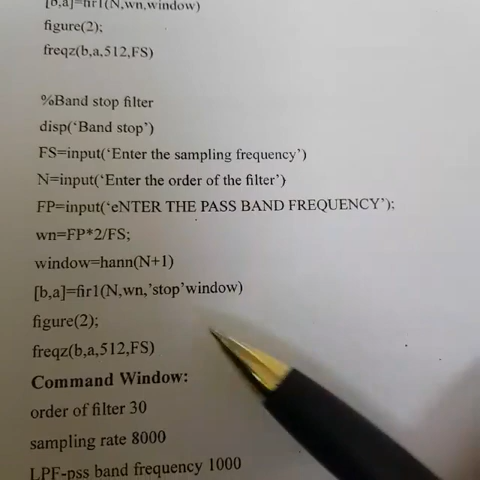 [b,a]=fir1(N,wn,window)
figure(2);
freqz(b,a,512,FS)
%Band stop filter
disp(‘Band stop’)
FS=input(‘Enter the sampling frequency’)
N=input(‘Enter the order of the filter’)
FP=input(‘eNTER THE PASS BAND FREQUENCY’);
wn=FP*2/FS;
window=hann(N+1)
[b,a]=fir1(N,wn,’stop’window)
figure(2);
freqz(b,a,512,FS)
Command Window:
order of filter 30
sampling rate 8000
LPF-pss band frequency 1000